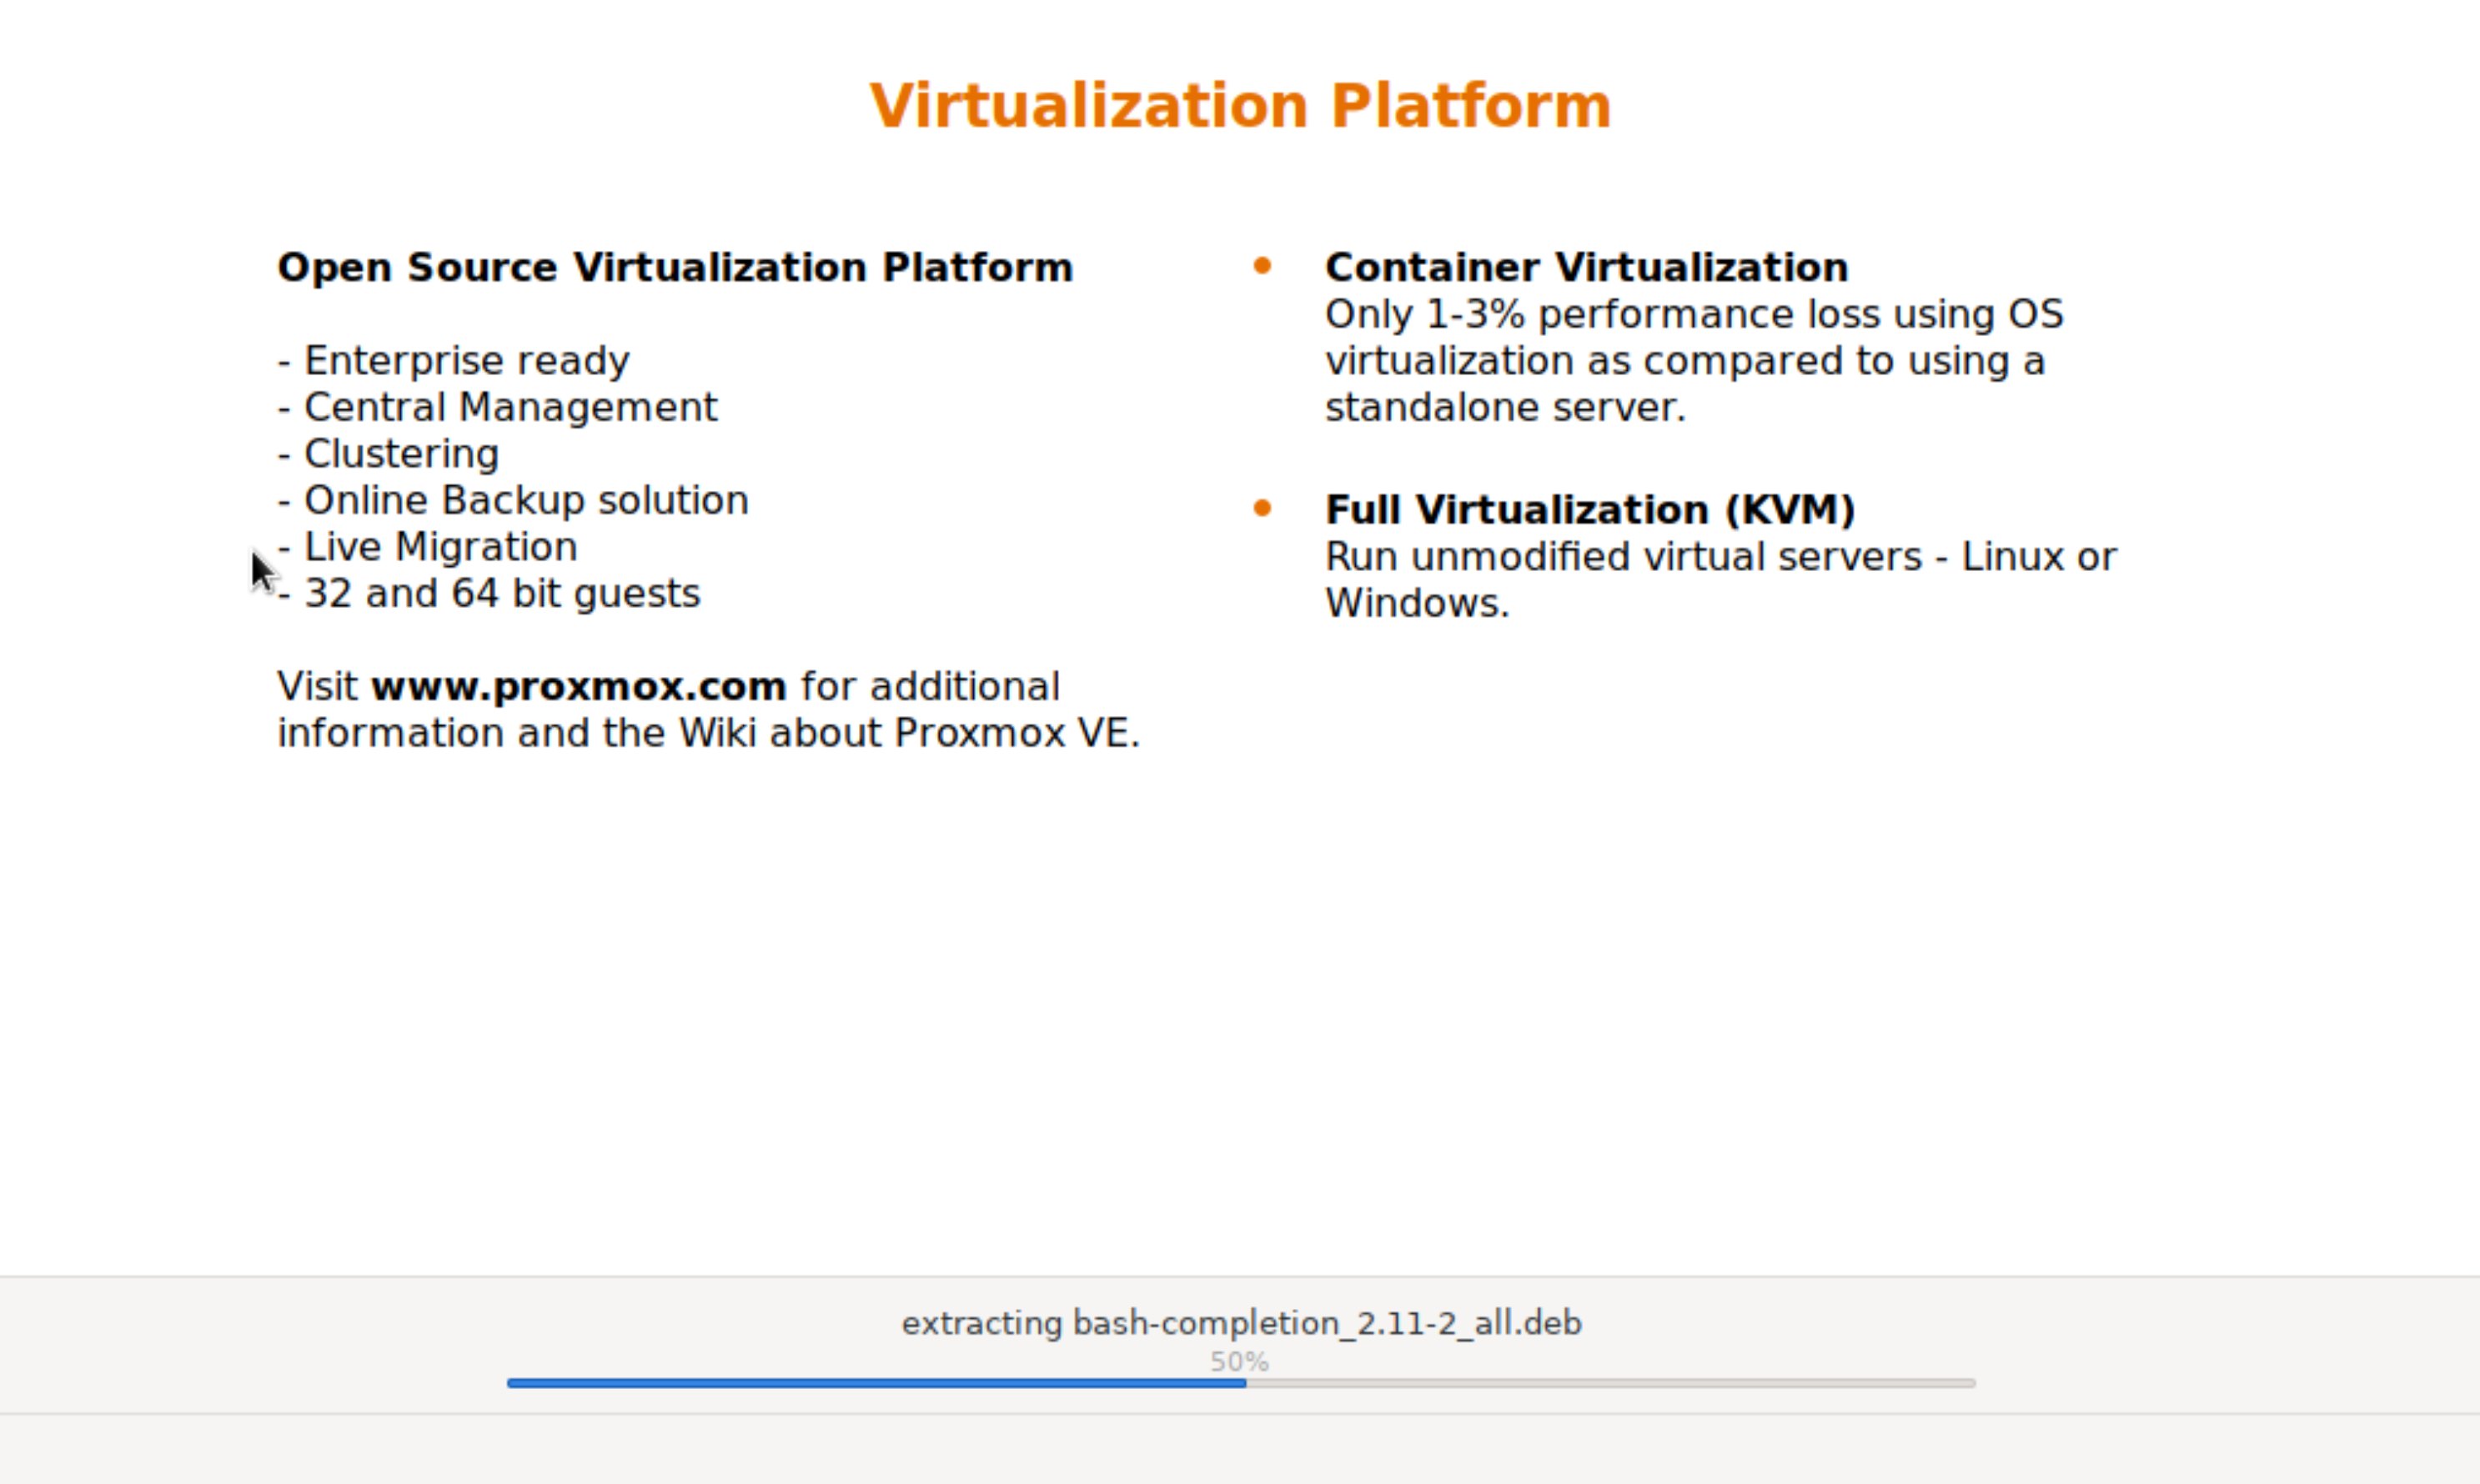 Virtualization Platform
Open Source Virtualization Platform
- Enterprise ready
- Central Management
- Clustering
- Online Backup solution
- Live Migration
- 32 and 64 bit guests
Visit www.proxmox.com for additional
information and the Wiki about Proxmox VE.
Container Virtualization
Only 1-3% performance loss using OS
virtualization as compared to using a
standalone server.
Full Virtualization (KVM)
Run unmodified virtual servers - Linux or
Windows.
extracting bash-completion_2.11-2_all.deb
50%